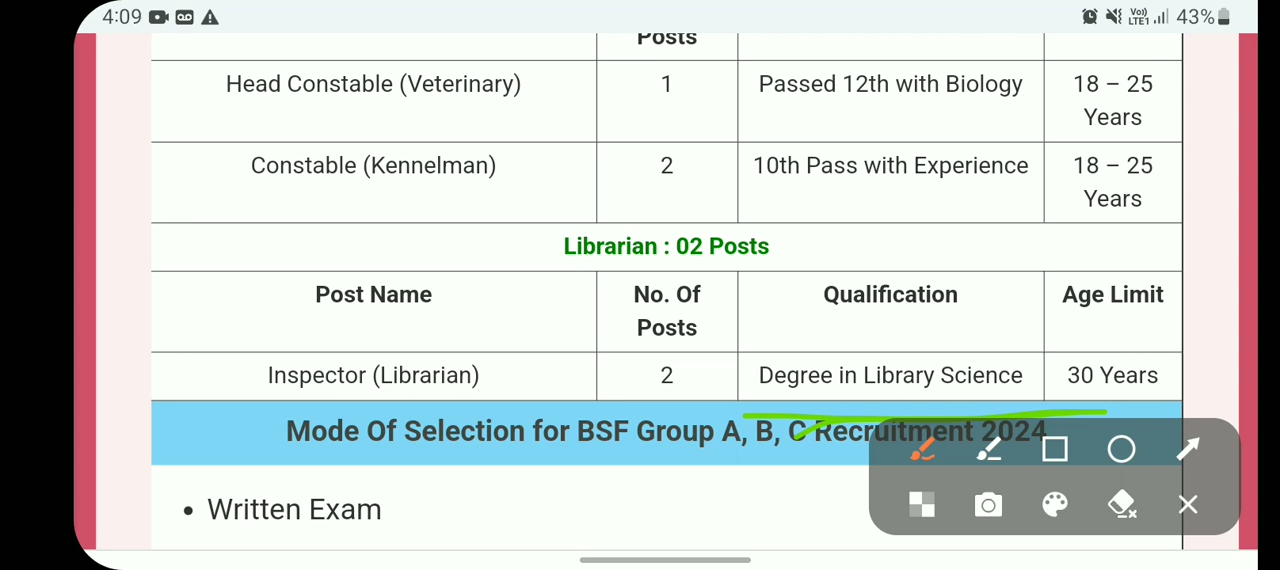 4:09
Vo))
LTE1
43%
Posts
Head Constable (Veterinary) 1 Passed 12th with Biology 18 – 25
Years
Constable (Kennelman) 2 10th Pass with Experience 18 – 25
Years
Librarian : 02 Posts
Post Name No. Of Qualification Age Limit
Posts
Inspector (Librarian) 2 Degree in Library Science 30 Years
Mode Of Selection for BSF Group A, B, C Recruitment 2024
• Written Exam